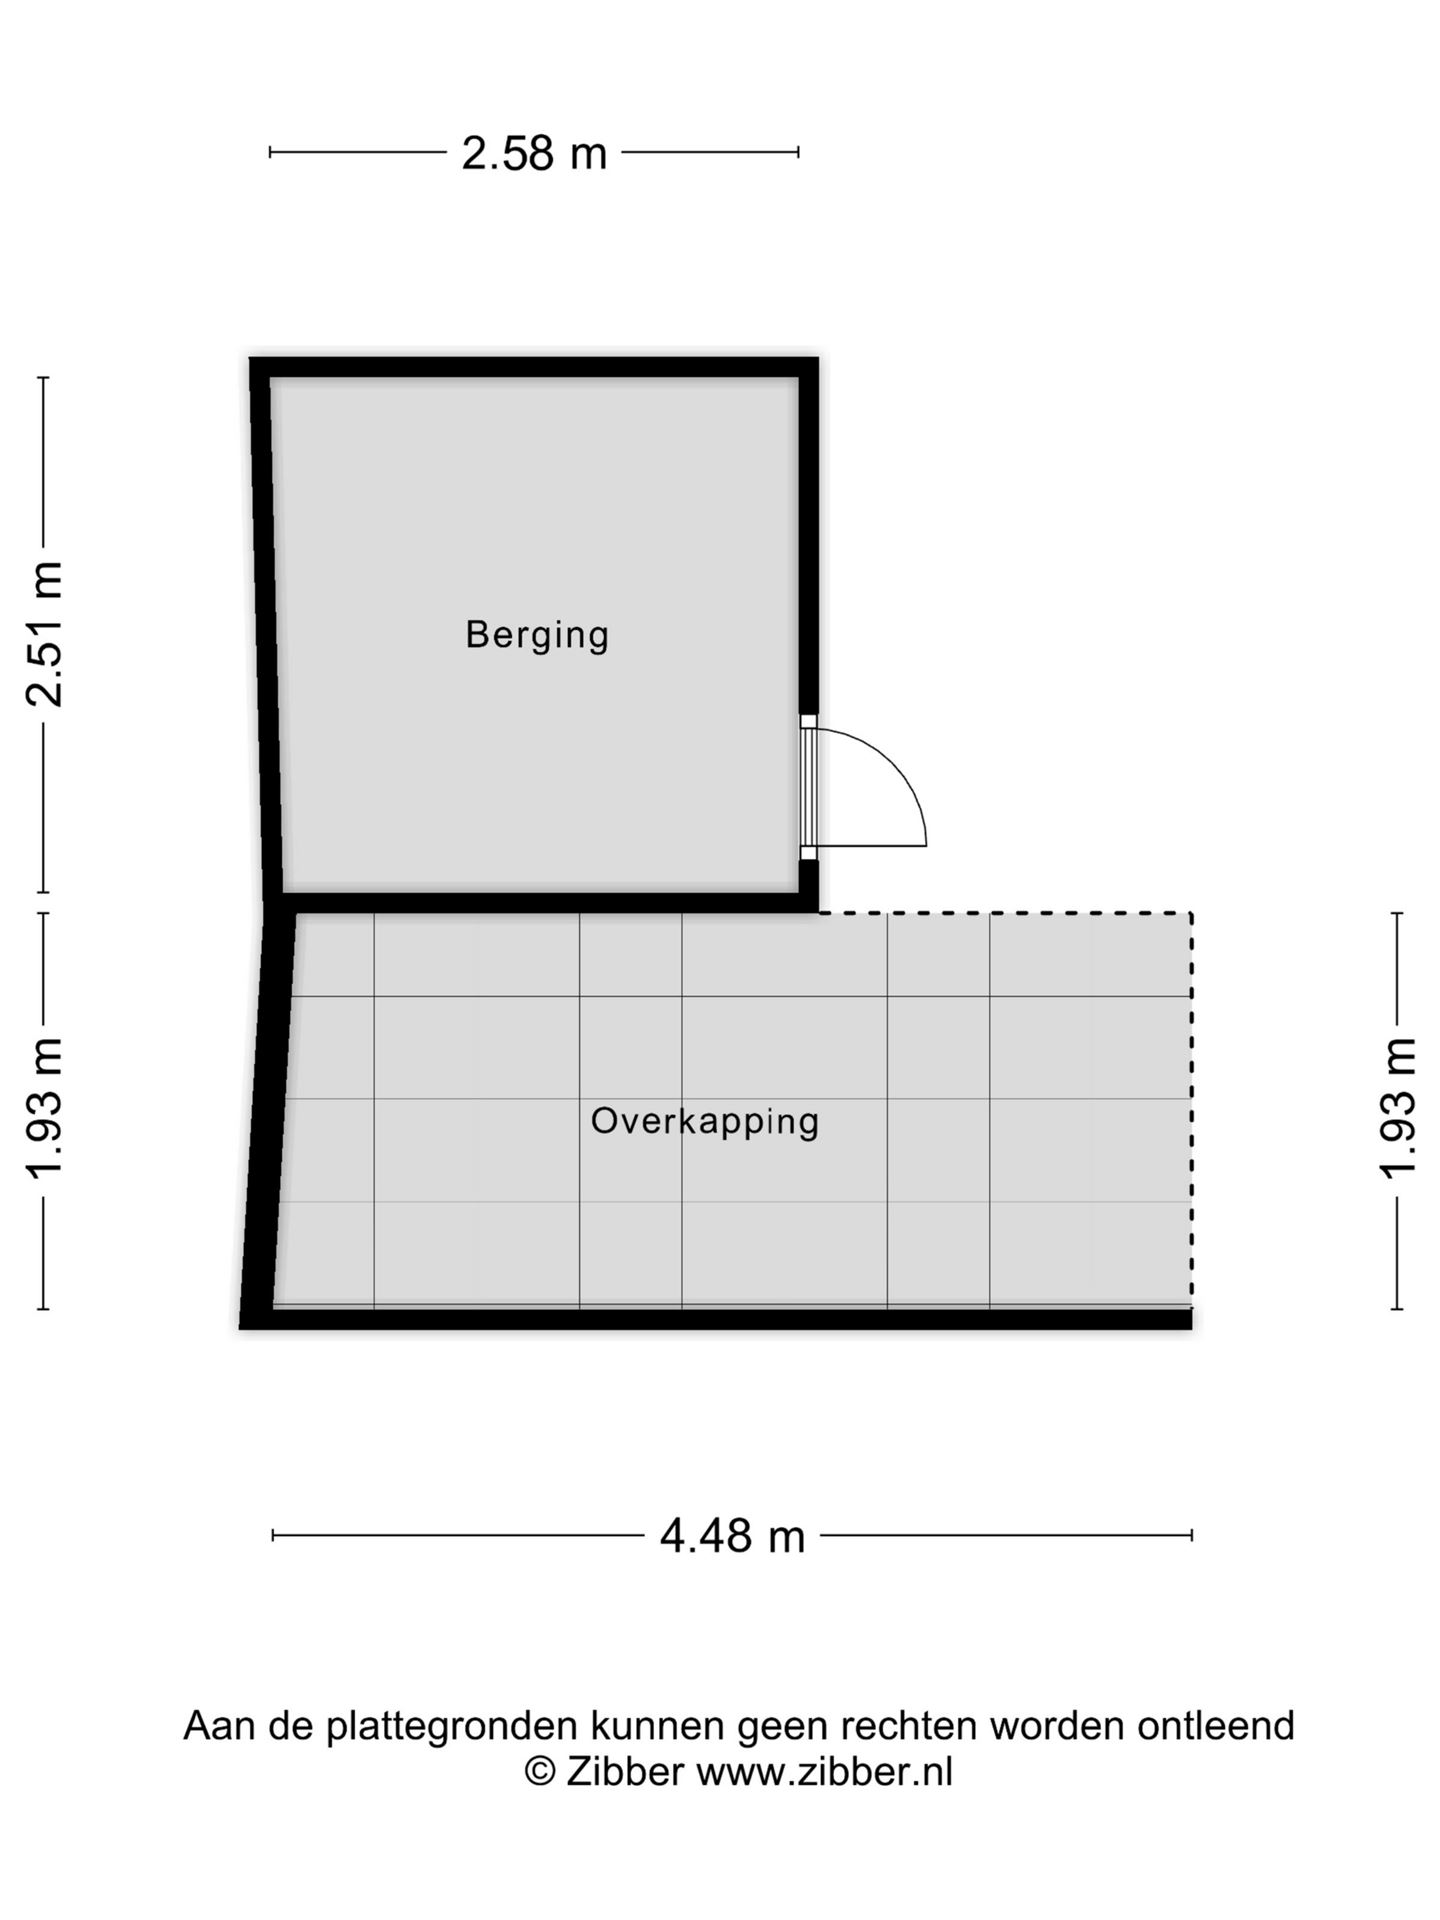 2.58 m
2.51 m
Berging
1.93 m
Overkapping
1.93 m
4.48 m
Aan de plattegronden kunnen geen rechten worden ontleend
© Zibber www.zibber.nl